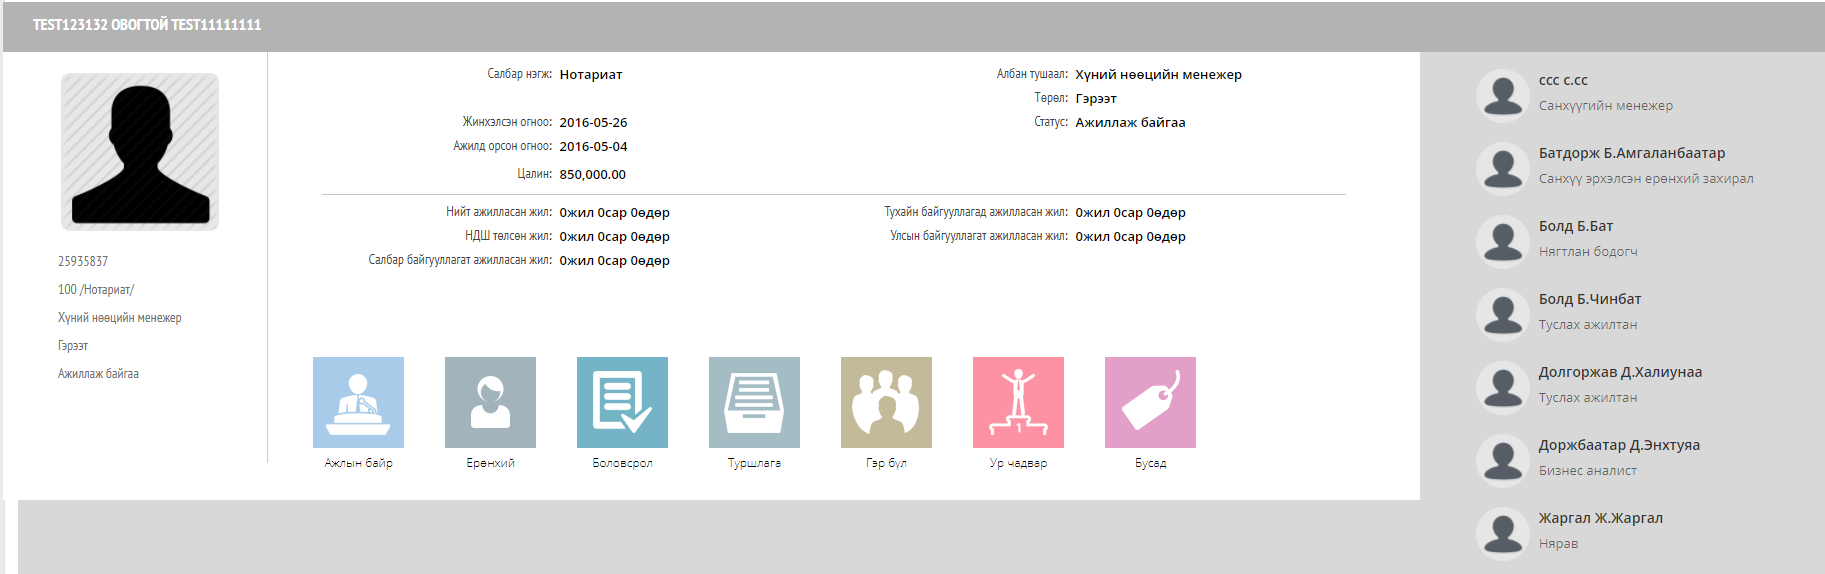 TEST123132 ОВОГТОЙ TEST11111111
25935837
100 /Нотариат/
Хүний нөөцийн менежер
Гэрээт
Ажиллаж байгаа
Салбар нэгж: Нотариат
Албан тушаал: Хүний нөөцийн менежер
Төрөл: Гэрээт
Жинхэлсэн огноо: 2016-05-26
Статус: Ажиллаж байгаа
Ажилд орсон огноо: 2016-05-04
Цалин: 850,000.00
Нийт ажилласан жил: 0жил 0сар 0өдөр
Тухайн байгууллагад ажилласан жил: 0жил 0сар 0өдөр
НДШ төлсөн жил: 0жил 0сар 0өдөр
Улсын байгууллагат ажилласан жил: 0жил 0сар 0өдөр
Салбар байгууллагат ажилласан жил: 0жил 0сар 0өдөр
1
Ажлын байр
Ерөнхий
Боловсрол
Туршлага
Гэр бүл
Ур чадвар
Бусад
ссс с.сс
Санхүүгийн менежер
Батдорж Б.Амгаланбаатар
Санхүү эрхэлсэн ерөнхий захирал
Болд Б.Бат
Нягтлан бодогч
Болд Б.Чинбат
Туслах ажилтан
Долгоржав Д.Халиунаа
Туслах ажилтан
Доржбаатар Д.Энхтуяа
Бизнес аналист
Жаргал Ж.Жаргал
Нярав